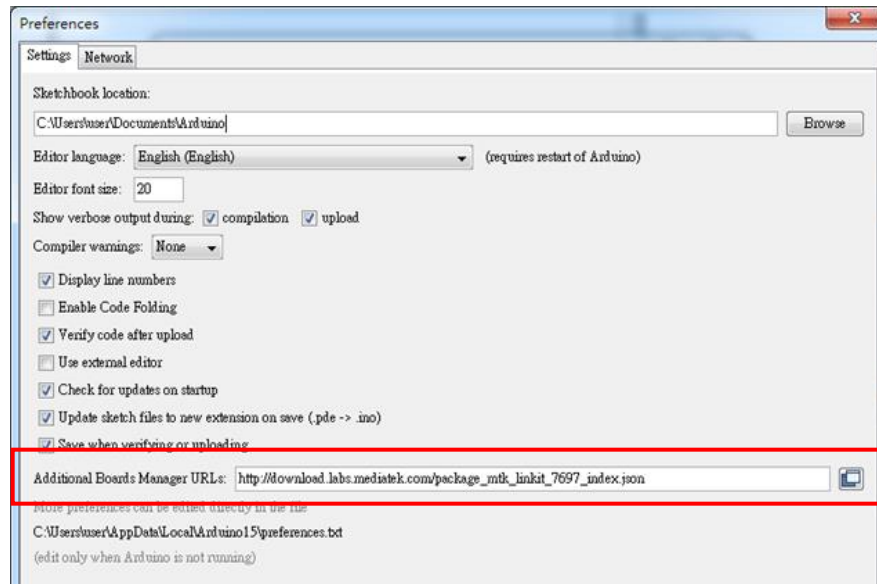 Preferences
Settings Network
Sketchbook location:
C:\Users\user\Documents\Arduino
Browse
Editor language: English (English) (requires restart of Arduino)
Editor font size: 20
Show verbose output during: compilation upload
Compiler warnings: None
Display line numbers
Enable Code Folding
Verify code after upload
Use external editor
Check for updates on startup
Update sketch files to new extension on save (.pde -> .ino)
Save when verifying or uploading
Additional Boards Manager URLs: http://download.labs.mediatek.com/package_mtk_linkit_7697_index.json
More preferences can be edited directly in the file
C:\Users\user\AppData\Local\Arduino15\preferences.txt
(edit only when Arduino is not running)